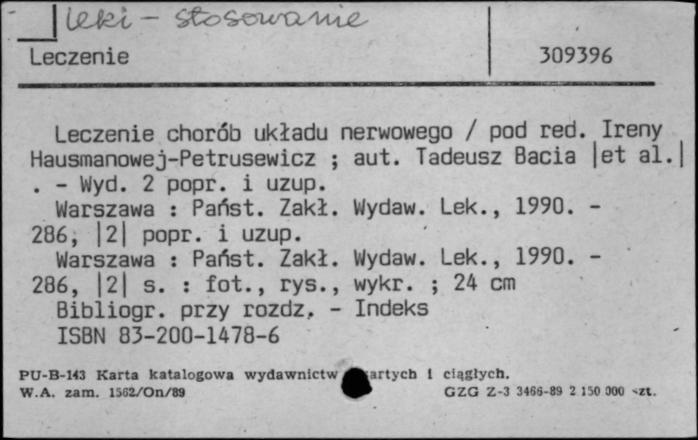 leki - stosowanie
Leczenie 309396
Leczenie chorób układu nerwowego / pod red. Ireny
Hausmanowej-Petrusewicz ; aut. Tadeusz Bacia |et al.|
. - Wyd. 2 popr. i uzup.
Warszawa : Państ. Zakł. Wydaw. Lek., 1990. -
286, |2| popr. i uzup.
Warszawa : Państ. Zakł. Wydaw. Lek., 1990. -
286, |2| s. : fot., rys., wykr. ; 24 cm
Bibliogr. przy rozdz. - Indeks
ISBN 83-200-1478-6
PU-B-143 Karta katalogowa wydawnictw i ciągłych.
W.A. zam. 1562/On/89 GZG Z-3 3466-89 2 150 000 szt.